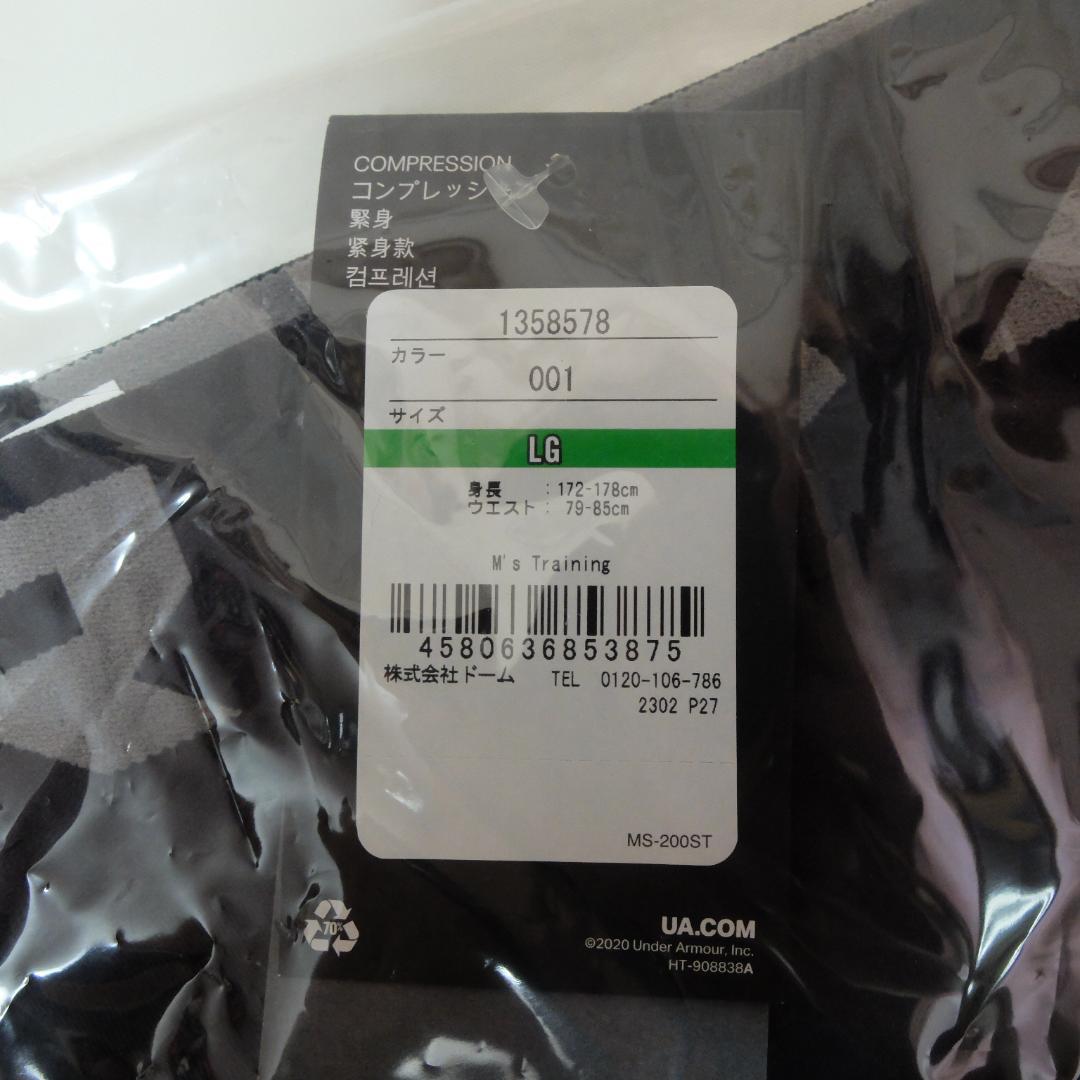 COMPRESSION
コンプレッション
緊身
紧身款
컴프레션
1358578
カラー
001
サイズ
LG
身長 : 172-178cm
ウエスト : 79-85cm
M's Training
4580636853875
株式会社ドーム TEL 0120-106-786
2302 P27
MS-200ST
70%
UA.COM
©2020 Under Armour, Inc.
HT-908838A